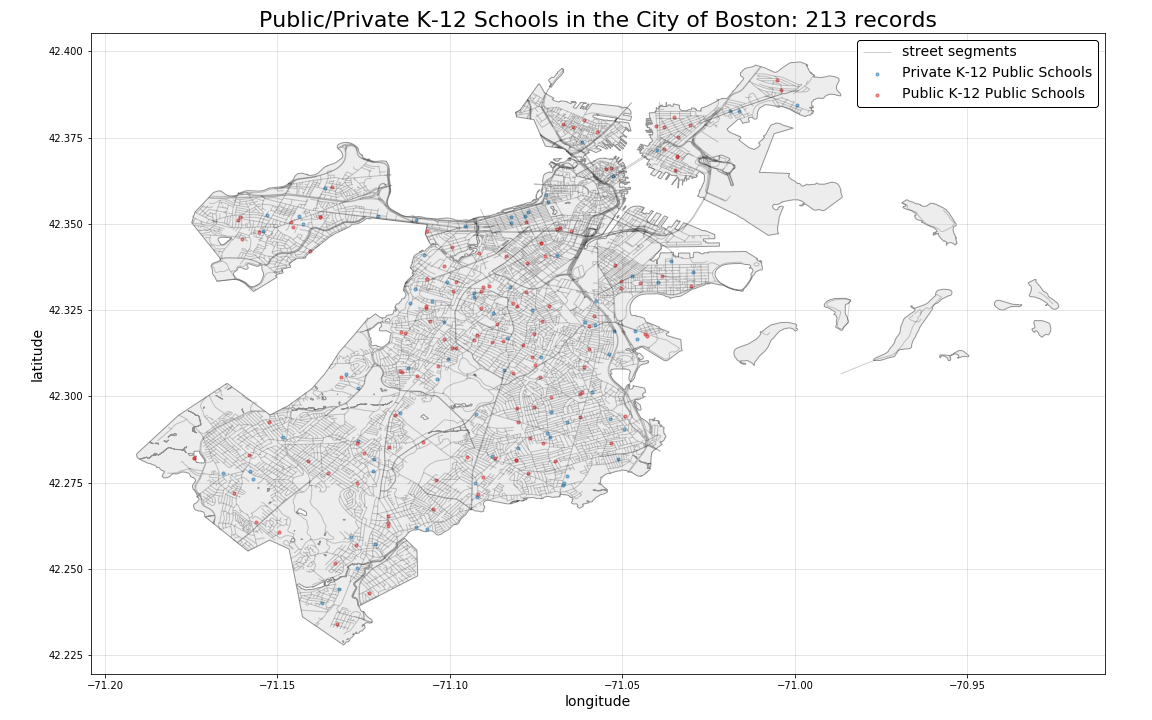 Public/Private K-12 Schools in the City of Boston: 213 records
street segments
Private K-12 Public Schools
Public K-12 Public Schools
latitude
42.400
42.375
42.350
42.325
42.300
42.275
42.250
42.225
−71.20
−71.15
−71.10
−71.05
−71.00
−70.95
longitude